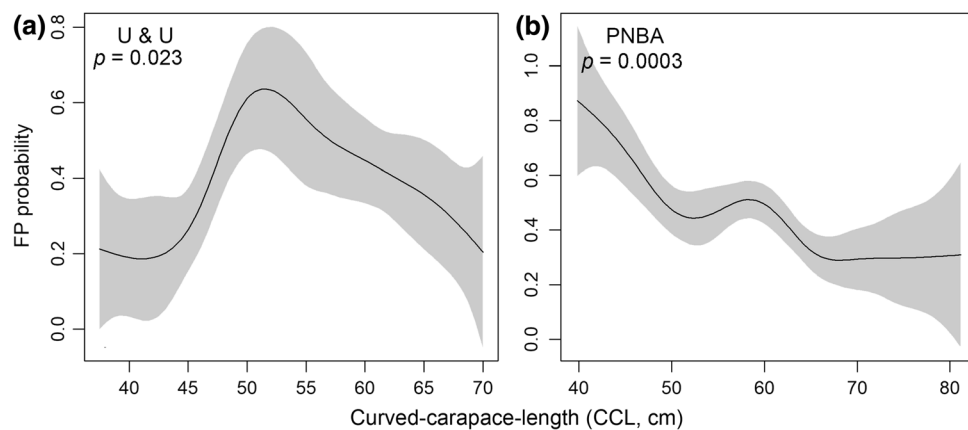 (a) U & U
p = 0.023
(b) PNBA
p = 0.0003
FP probability
0.8
0.6
0.4
0.2
0.0
1.0
0.8
0.6
0.4
0.2
0.0
40 45 50 55 60 65 70
40 50 60 70 80
Curved-carapace-length (CCL, cm)